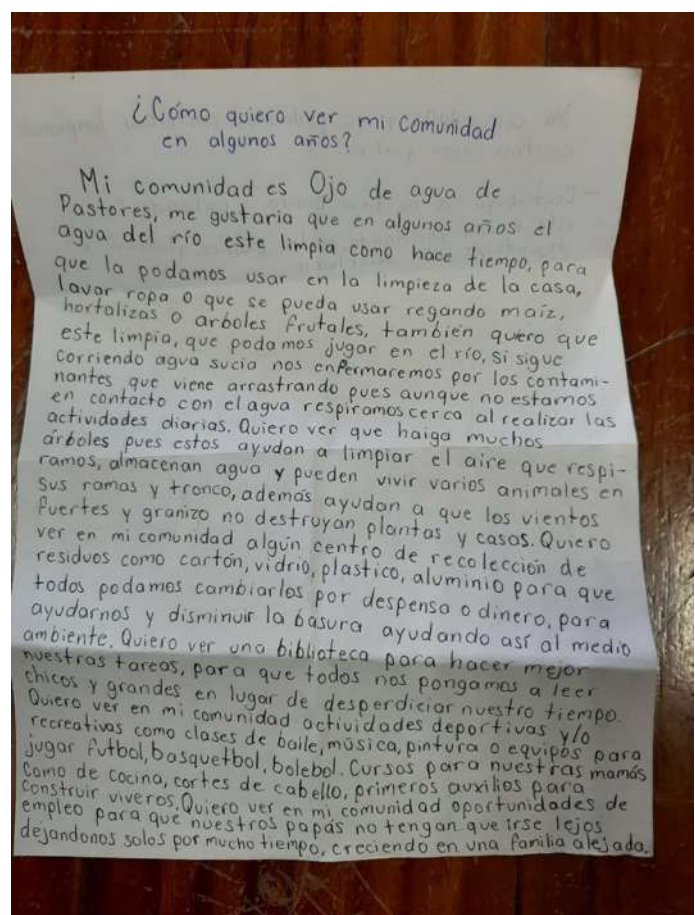 ¿Cómo quiero ver mi comunidad
en algunos años?
Mi comunidad es Ojo de agua de
Pastores, me gustaria que en algunos años el
agua del río este limpia como hace tiempo, para
que la podamos usar en la limpieza de la casa,
lavar ropa o que se pueda usar regando maíz,
hortalizas o arboles frutales, también quiero que
este limpia, que podamos jugar en el río, si sigue
corriendo agua sucia nos enfermaremos por los contami-
nantes que viene arrastrando pues aunque no estamos
en contacto con el agua respiramos cerca al realizar las
actividades diarias. Quiero ver que haiga muchos
árboles pues estos ayudan a limpiar el aire que respi-
ramos, almacenan agua y pueden vivir varios animales en
sus ramas y tronco, además ayudan a que los vientos
fuertes y granizo no destruyan plantas y casas. Quiero
ver en mi comunidad algún centro de recolección de
residuos como cartón, vidrio, plastico, aluminio para que
todos podamos cambiarlos por despensa o dinero, para
ayudarnos y disminuir la basura ayudando así al medio
ambiente. Quiero ver una biblioteca para hacer mejor
nuestras tareas, para que todos nos pongamos a leer
chicos y grandes en lugar de desperdiciar nuestro tiempo.
Quiero ver en mi comunidad actividades deportivas y/o
recreativas como clases de baile, música, pintura o equipos para
jugar futbol, basquetbol, bolebol. Cursos para nuestras mamás
como de cocina, cortes de cabello, primeros auxilios para
construir viveros. Quiero ver en mi comunidad oportunidades de
empleo para que nuestros papás no tengan que irse lejos
dejandonos solos por mucho tiempo, creciendo en una familia alejada.